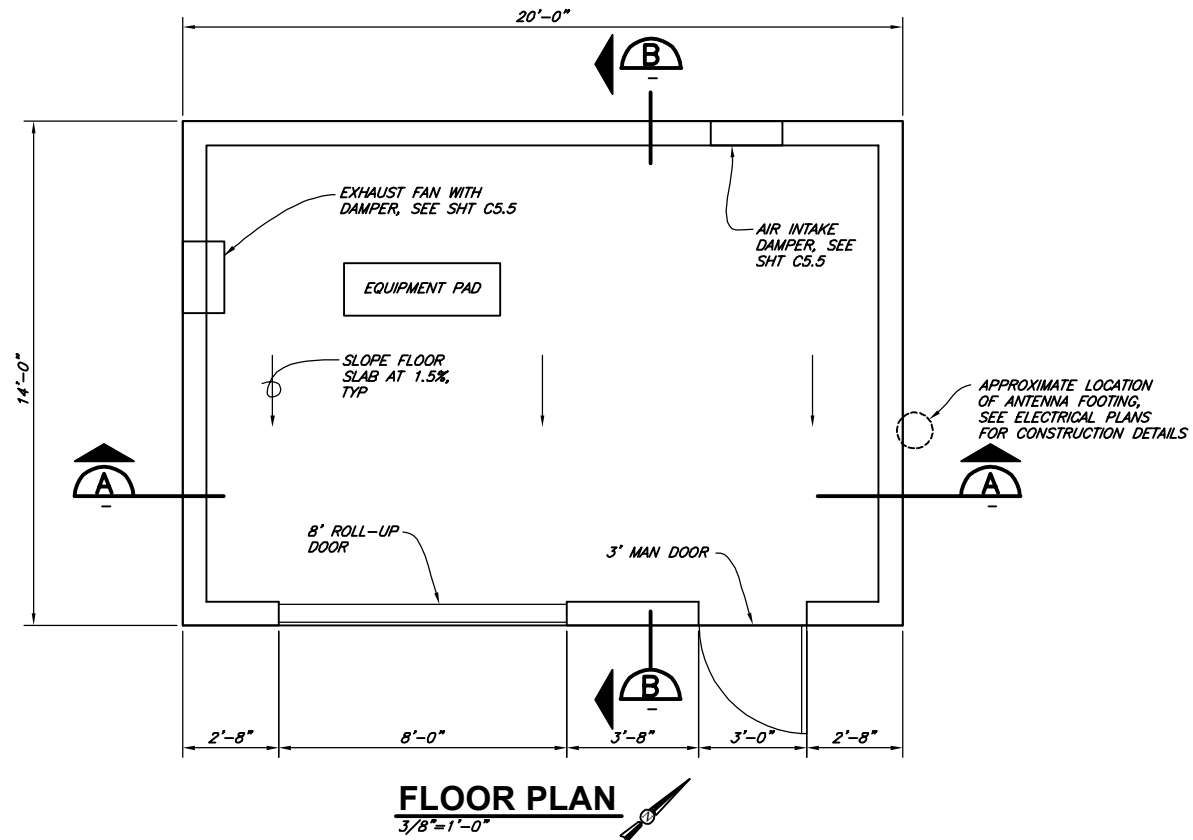 20'-0"
B
-
EXHAUST FAN WITH
DAMPER, SEE SHT C5.5
AIR INTAKE
DAMPER, SEE
SHT C5.5
EQUIPMENT PAD
14'-0"
SLOPE FLOOR
SLAB AT 1.5%,
TYP
APPROXIMATE LOCATION
OF ANTENNA FOOTING,
SEE ELECTRICAL PLANS
FOR CONSTRUCTION DETAILS
A
-
A
-
8' ROLL-UP
DOOR
3' MAN DOOR
B
-
2'-8"
8'-0"
3'-8"
3'-0"
2'-8"
FLOOR PLAN
3/8"=1'-0"